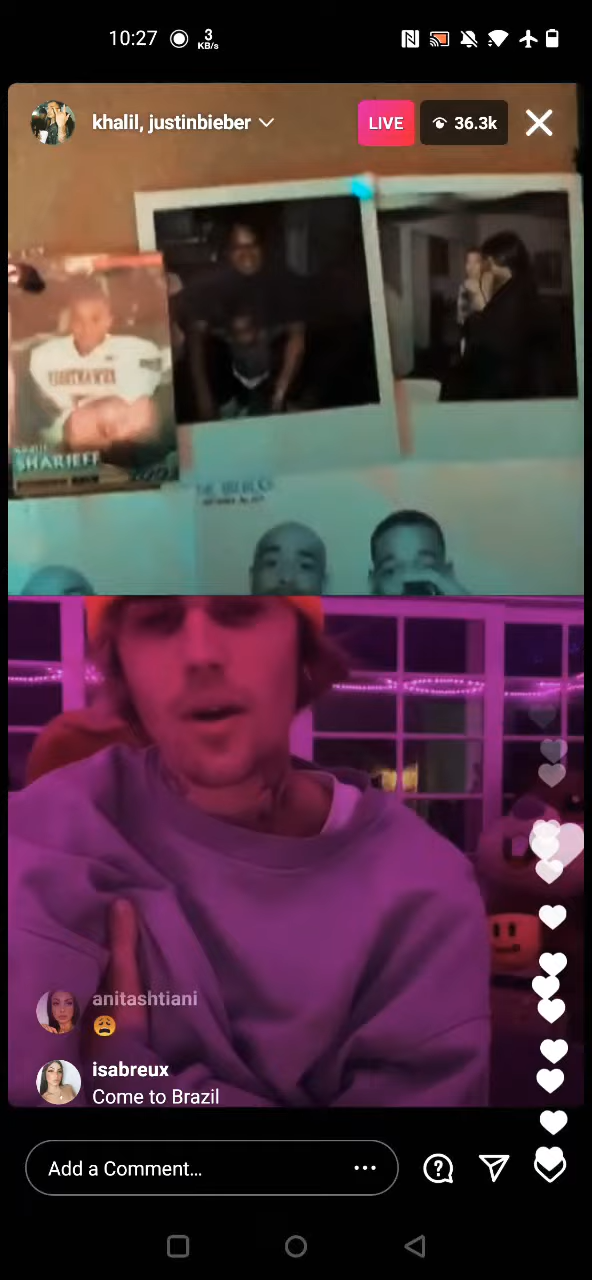 10:27
3
KB/s
khalil, justinbieber
LIVE
36.3k
SHARIEFF
anitashtiani
isabreux
Come to Brazil
Add a Comment...